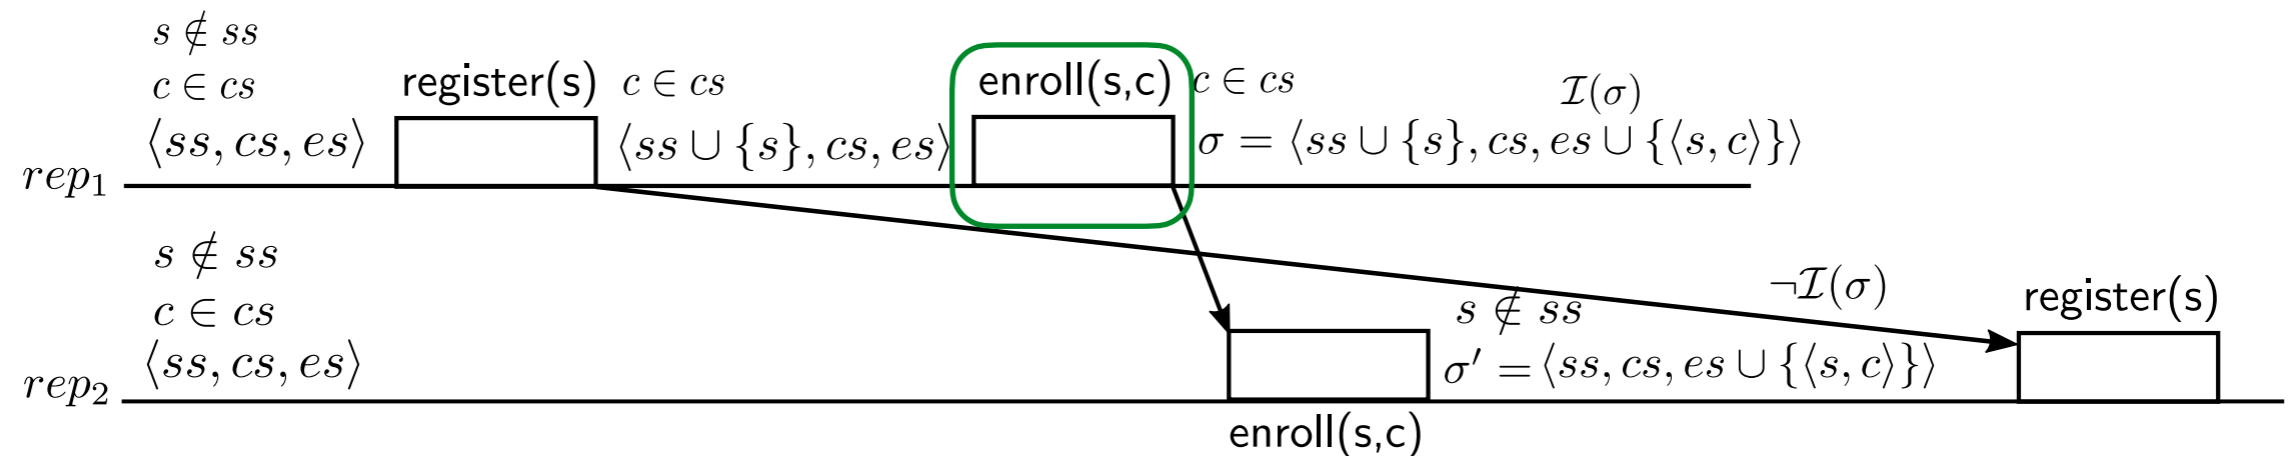 s ∉ ss
c ∈ cs
⟨ss, cs, es⟩
rep₁
register(s)
c ∈ cs
⟨ss ∪ {s}, cs, es⟩
enroll(s,c)
c ∈ cs
ℐ(σ)
σ = ⟨ss ∪ {s}, cs, es ∪ {⟨s, c⟩}⟩
s ∉ ss
c ∈ cs
⟨ss, cs, es⟩
rep₂
enroll(s,c)
s ∉ ss
¬ℐ(σ)
σ′ = ⟨ss, cs, es ∪ {⟨s, c⟩}⟩
register(s)